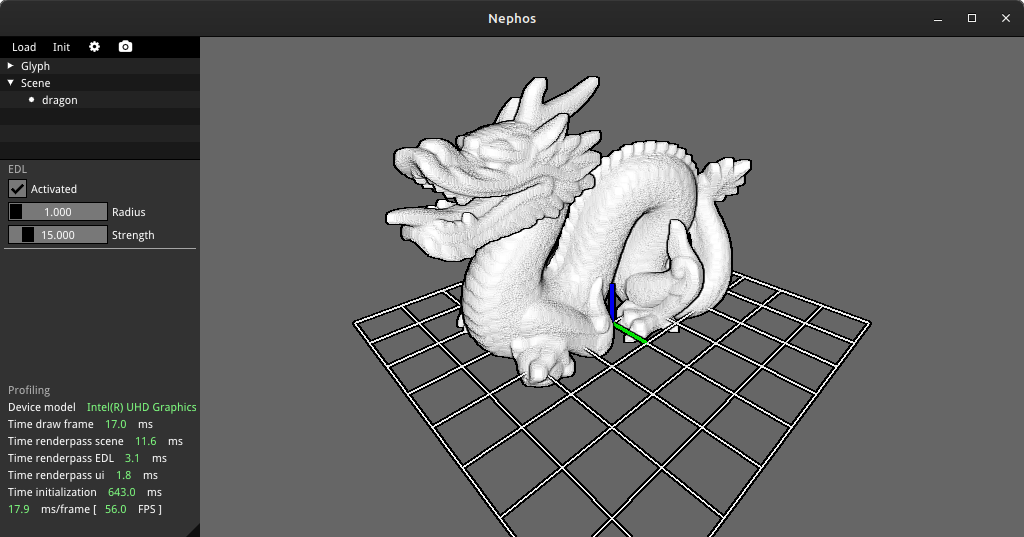 Nephos
Load Init
Glyph
Scene
dragon
EDL
Activated
1.000 Radius
15.000 Strength
Profiling
Device model Intel(R) UHD Graphics
Time draw frame 17.0 ms
Time renderpass scene 11.6 ms
Time renderpass EDL 3.1 ms
Time renderpass ui 1.8 ms
Time initialization 643.0 ms
17.9 ms/frame [ 56.0 FPS ]